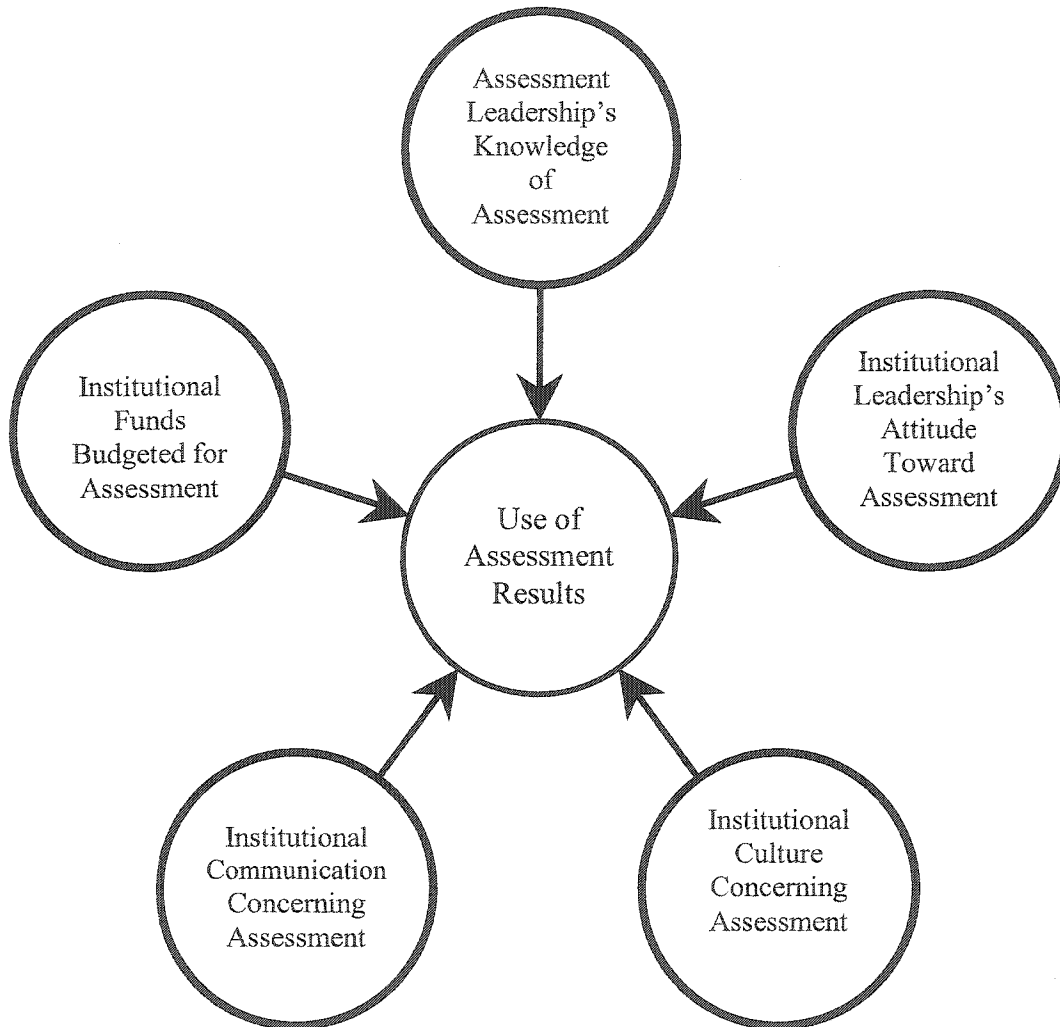 Assessment
Leadership's
Knowledge
of
Assessment
Institutional
Funds
Budgeted for
Assessment
Institutional
Leadership's
Attitude
Toward
Assessment
Use of
Assessment
Results
Institutional
Communication
Concerning
Assessment
Institutional
Culture
Concerning
Assessment